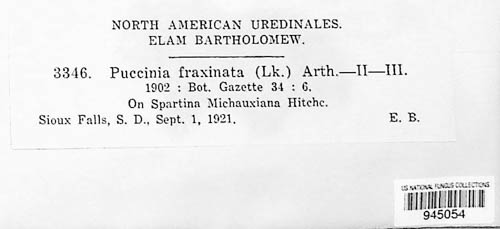 NORTH AMERICAN UREDINALES.
ELAM BARTHOLOMEW.
3346. Puccinia fraxinata (Lk.) Arth.—II—III.
1902 : Bot. Gazette 34 : 6.
On Spartina Michauxiana Hitchc.
Sioux Falls, S. D., Sept. 1, 1921. E. B.
US NATIONAL FUNGUS COLLECTIONS
945054